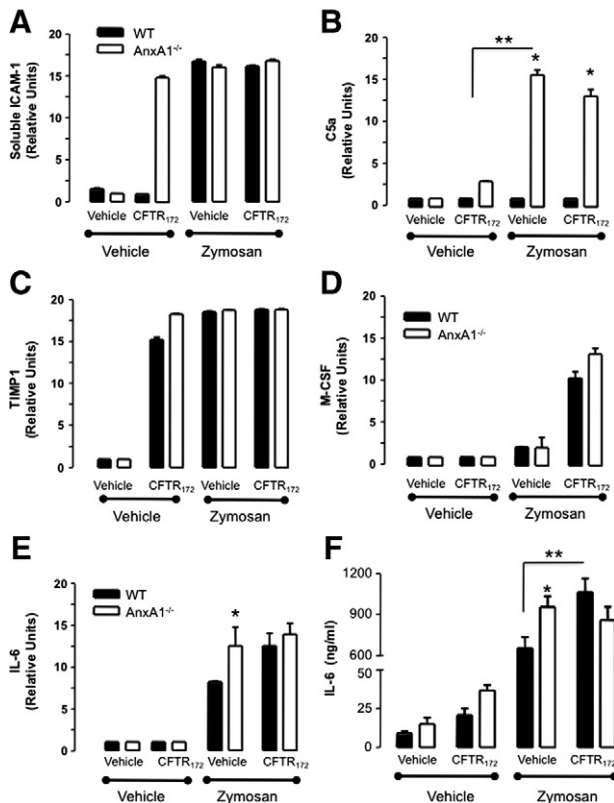 A
WT
AnxA1-/-
Soluble ICAM-1
(Relative Units)
20
15
10
5
0
Vehicle CFTR172 Vehicle CFTR172
Vehicle Zymosan
B
**
*
*
C5a
(Relative Units)
20
15
10
5
0
Vehicle CFTR172 Vehicle CFTR172
Vehicle Zymosan
C
TIMP1
(Relative Units)
20
15
10
5
0
Vehicle CFTR172 Vehicle CFTR172
Vehicle Zymosan
D
WT
AnxA1-/-
M-CSF
(Relative Units)
20
15
10
5
0
Vehicle CFTR172 Vehicle CFTR172
Vehicle Zymosan
E
WT
AnxA1-/-
*
IL-6
(Relative Units)
20
15
10
5
0
Vehicle CFTR172 Vehicle CFTR172
Vehicle Zymosan
F
**
*
IL-6 (ng/ml)
1200
900
600
50
25
0
Vehicle CFTR172 Vehicle CFTR172
Vehicle Zymosan